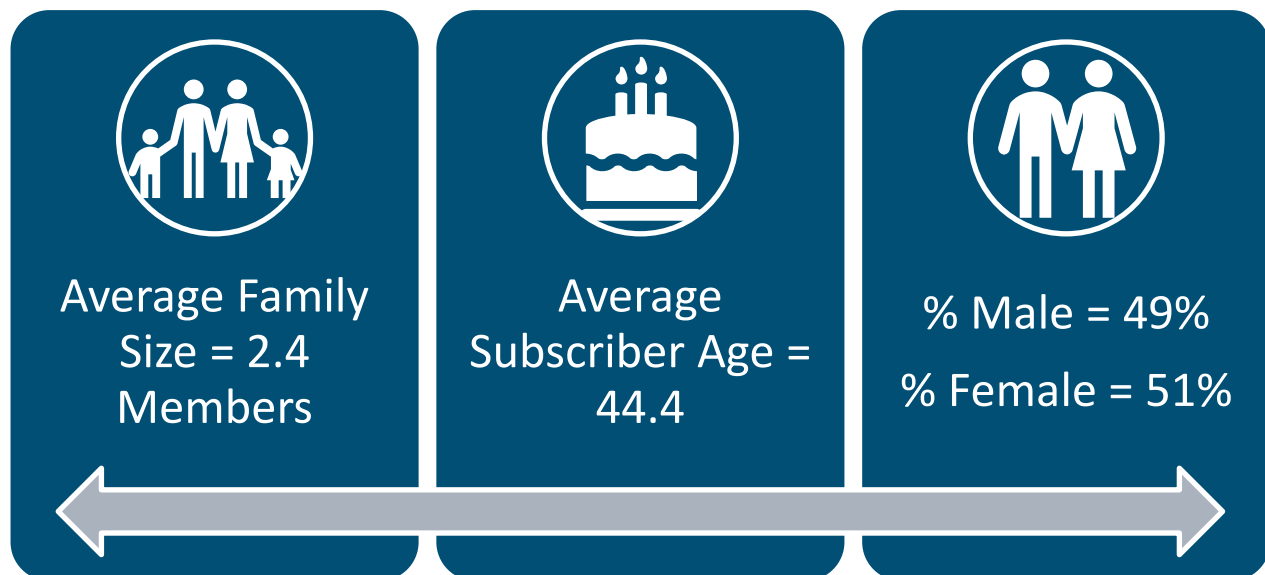 Average Family
Size = 2.4
Members
Average
Subscriber Age =
44.4
% Male = 49%
% Female = 51%